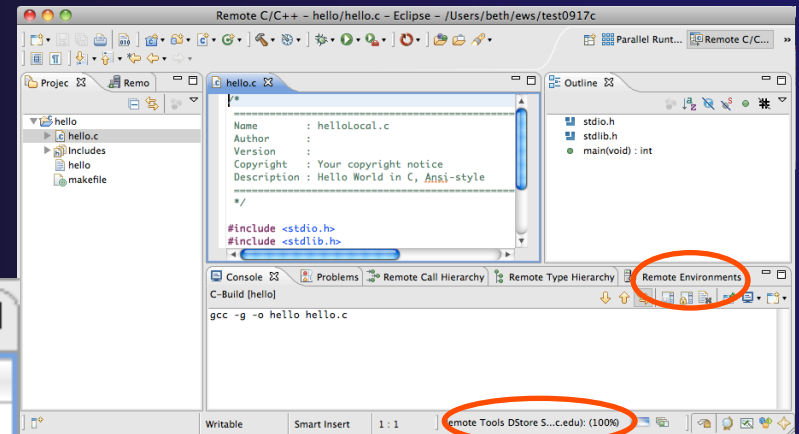 Remote C/C++ - hello/hello.c - Eclipse - /Users/beth/ews/test0917c
Parallel Runt... Remote C/C... »
Projec Remo
hello
hello.c
Includes
hello
makefile
hello.c
/*
============================================
Name : helloLocal.c
Author :
Version :
Copyright : Your copyright notice
Description : Hello World in C, Ansi-style
============================================
*/
#include <stdio.h>
#include <stdlib.h>
Outline
stdio.h
stdlib.h
main(void) : int
Console Problems Remote Call Hierarchy Remote Type Hierarchy Remote Environments
C-Build [hello]
gcc -g -o hello hello.c
Writable Smart Insert 1 : 1 emote Tools DStore S...c.edu): (100%)